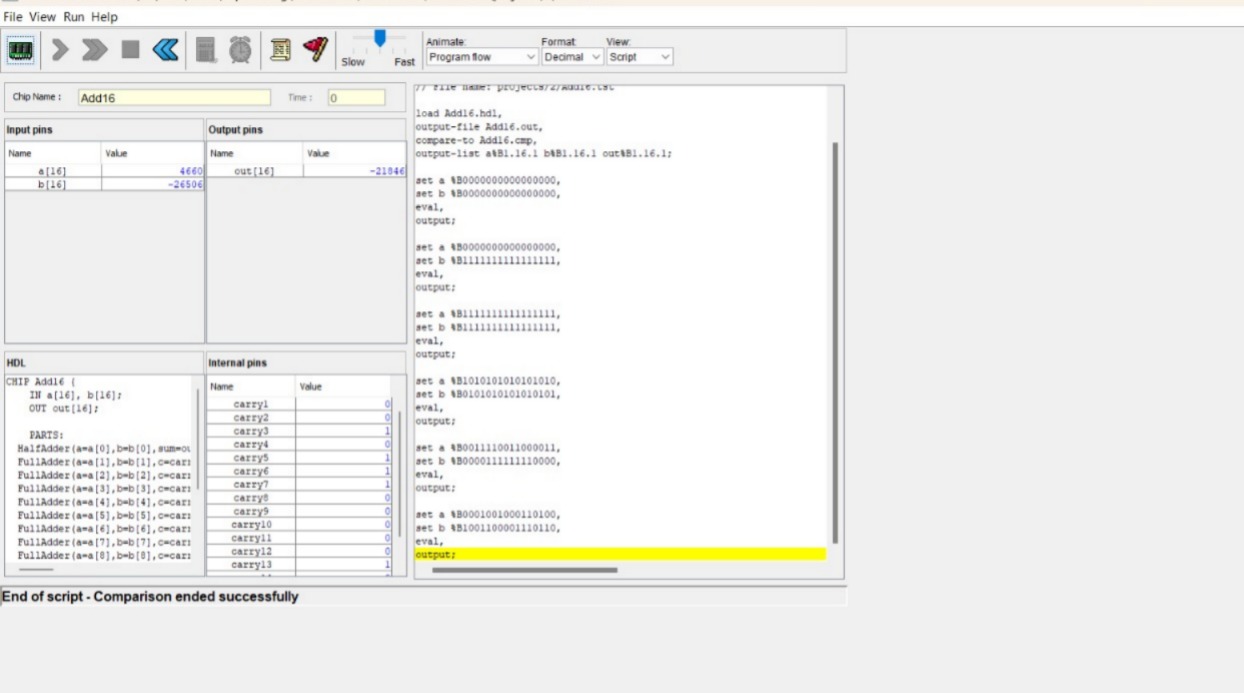 File View Run Help
Slow Fast
Animate: Format: View:
Program flow Decimal Script
Chip Name : Add16 Time : 0
Input pins
Name Value
a[16] 4660
b[16] -26506
Output pins
Name Value
out[16] -21846
HDL
CHIP Add16 {
IN a[16], b[16];
OUT out[16];
PARTS:
HalfAdder(a=a[0],b=b[0],sum=ou
FullAdder(a=a[1],b=b[1],c=car
FullAdder(a=a[2],b=b[2],c=car
FullAdder(a=a[3],b=b[3],c=car
FullAdder(a=a[4],b=b[4],c=car
FullAdder(a=a[5],b=b[5],c=car
FullAdder(a=a[6],b=b[6],c=car
FullAdder(a=a[7],b=b[7],c=car
FullAdder(a=a[8],b=b[8],c=car
Internal pins
Name Value
carry1 0
carry2 0
carry3 1
carry4 0
carry5 1
carry6 1
carry7 1
carry8 0
carry9 0
carry10 0
carry11 0
carry12 0
carry13 1
// File name: projects/2/Add16.tst
load Add16.hdl,
output-file Add16.out,
compare-to Add16.cmp,
output-list a%B1.16.1 b%B1.16.1 out%B1.16.1;
set a %B0000000000000000,
set b %B0000000000000000,
eval,
output;
set a %B0000000000000000,
set b %B1111111111111111,
eval,
output;
set a %B1111111111111111,
set b %B1111111111111111,
eval,
output;
set a %B1010101010101010,
set b %B0101010101010101,
eval,
output;
set a %B0011110011000011,
set b %B0000111111110000,
eval,
output;
set a %B0001001000110100,
set b %B1001100001110110,
eval,
output;
End of script - Comparison ended successfully